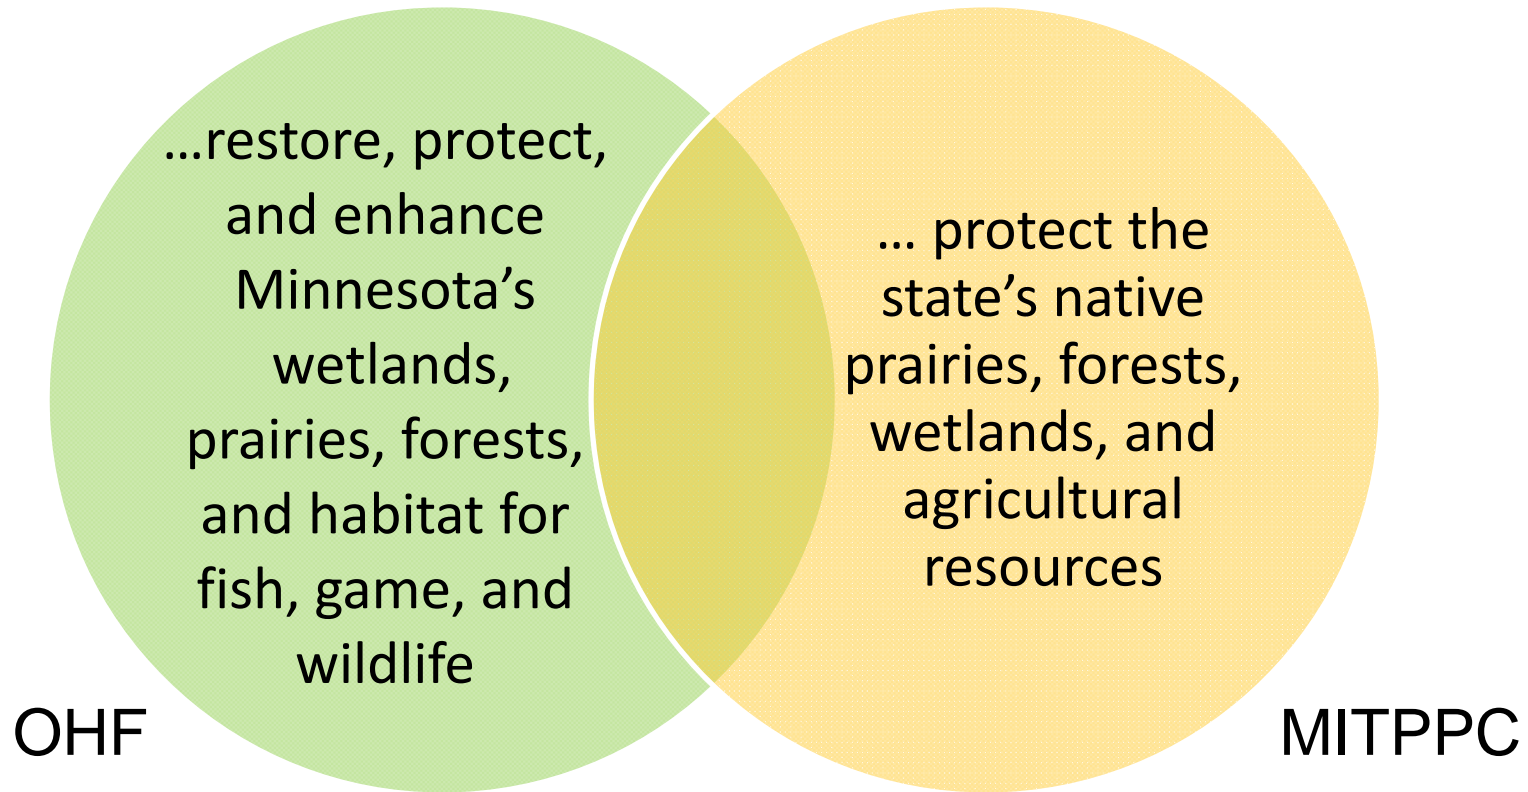 …restore, protect,
and enhance
Minnesota’s
wetlands,
prairies, forests,
and habitat for
fish, game, and
wildlife
… protect the
state’s native
prairies, forests,
wetlands, and
agricultural
resources
OHF
MITPPC